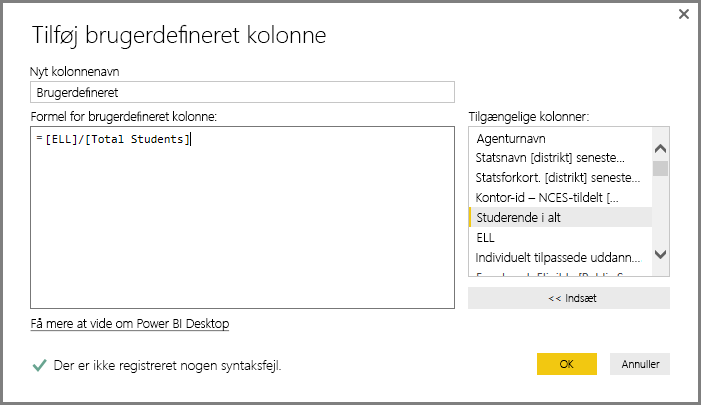 Tilføj brugerdefineret kolonne
Nyt kolonnenavn
Brugerdefineret
Formel for brugerdefineret kolonne:
=[ELL]/[Total Students]
Tilgængelige kolonner:
Agenturnavn
Statsnavn [distrikt] seneste...
Statsforkort. [distrikt] seneste...
Kontor-id – NCES-tildelt [...
Studerende i alt
ELL
Individuelt tilpassede uddann...
<< Indsæt
Få mere at vide om Power BI Desktop
Der er ikke registreret nogen syntaksfejl.
OK
Annuller